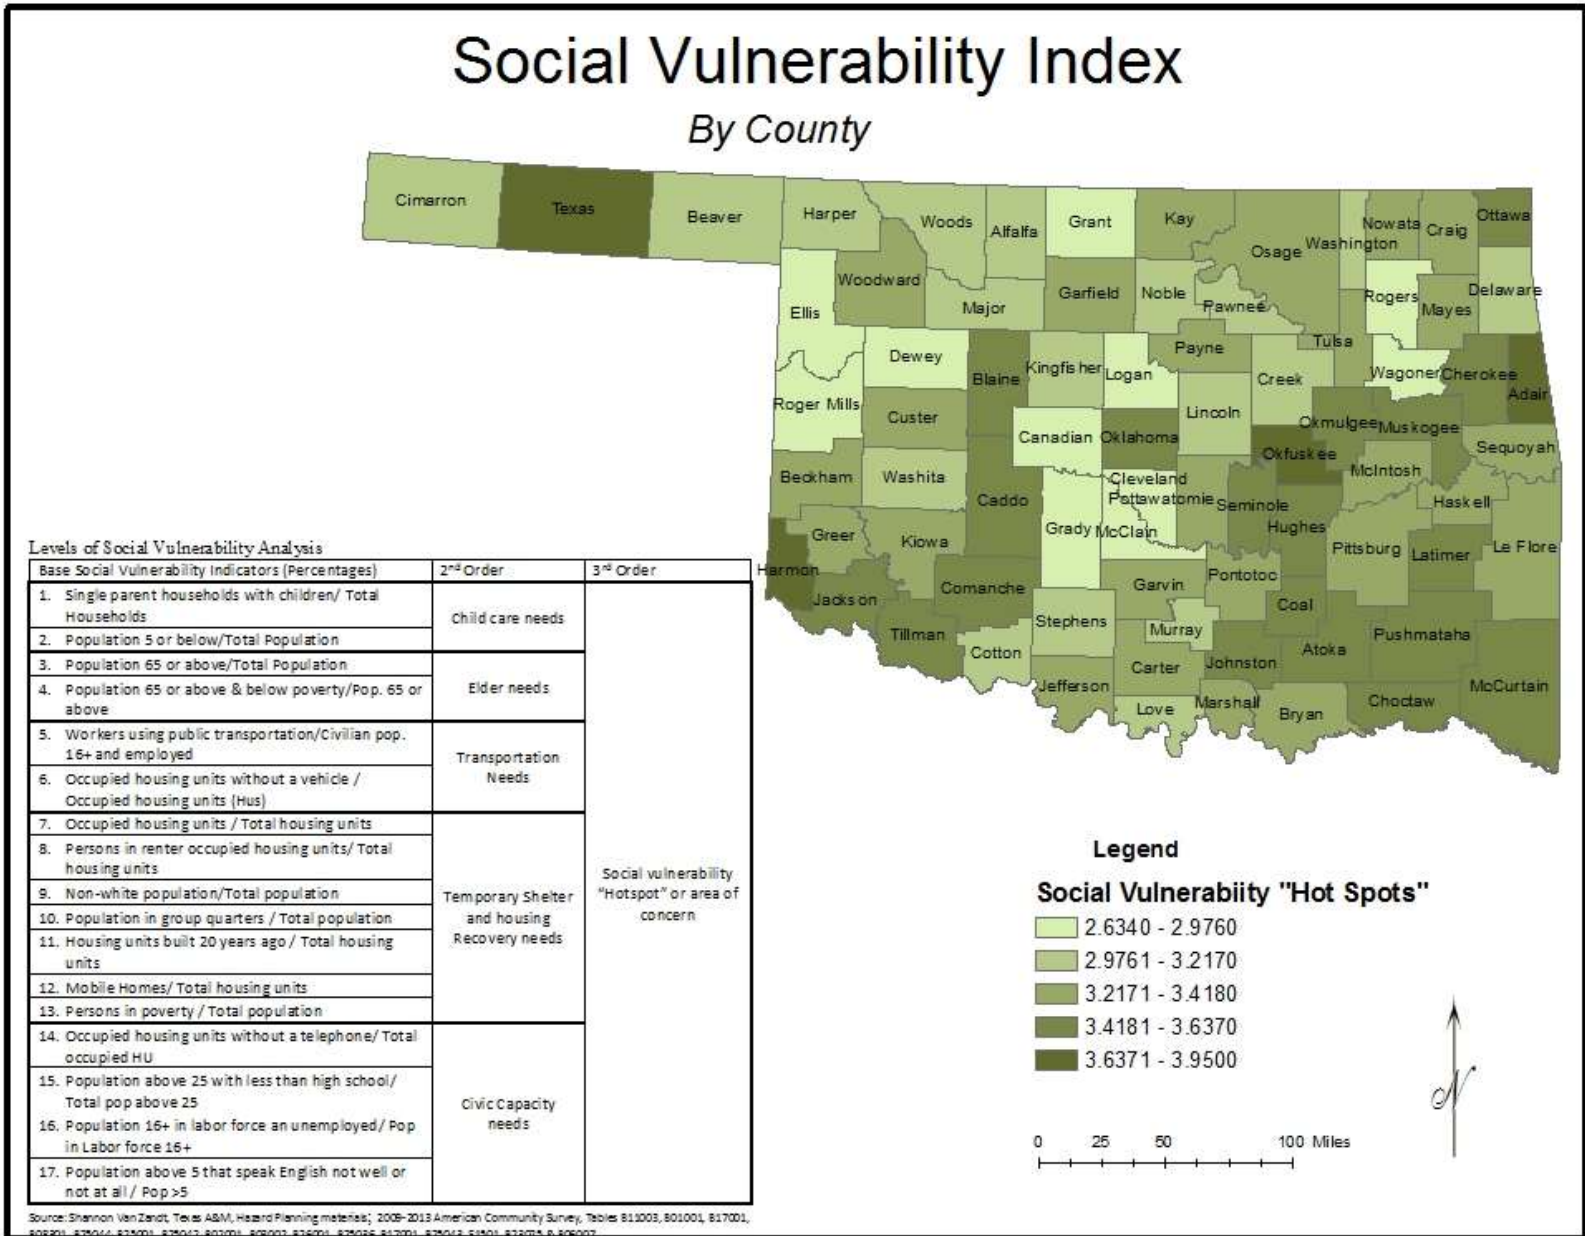 Social Vulnerability Index
By County
Cimarron
Texas
Beaver
Harper
Woods
Alfalfa
Grant
Kay
Osage
Washington
Nowata
Craig
Ottawa
Woodward
Ellis
Major
Garfield
Noble
Pawnee
Rogers
Mayes
Delaware
Dewey
Blaine
Kingfisher
Logan
Payne
Tulsa
Creek
Wagoner
Cherokee
Adair
Roger Mills
Custer
Canadian
Oklahoma
Lincoln
Okmulgee
Muskogee
Okfuskee
Sequoyah
McIntosh
Beckham
Washita
Caddo
Cleveland
Pottawatomie
Seminole
Haskell
Hughes
Grady
McClain
Greer
Kiowa
Pittsburg
Latimer
Le Flore
Harmon
Jackson
Comanche
Garvin
Pontotoc
Coal
Tillman
Stephens
Murray
Cotton
Carter
Johnston
Atoka
Pushmataha
Jefferson
Love
Marshall
Bryan
Choctaw
McCurtain
Levels of Social Vulnerability Analysis
Base Social Vulnerability Indicators (Percentages)
2nd Order
3rd Order
1. Single parent households with children/ Total
Households
2. Population 5 or below/Total Population
Child care needs
3. Population 65 or above/Total Population
4. Population 65 or above & below poverty/Pop. 65 or
above
Elder needs
5. Workers using public transportation/Civilian pop.
16+ and employed
6. Occupied housing units without a vehicle /
Occupied housing units (Hus)
Transportation
Needs
7. Occupied housing units / Total housing units
8. Persons in renter occupied housing units/ Total
housing units
9. Non-white population/Total population
10. Population in group quarters / Total population
11. Housing units built 20 years ago / Total housing
units
12. Mobile Homes/ Total housing units
13. Persons in poverty / Total population
Temporary Shelter
and housing
Recovery needs
14. Occupied housing units without a telephone/ Total
occupied HU
15. Population above 25 with less than high school/
Total pop above 25
16. Population 16+ in labor force an unemployed/ Pop
in Labor force 16+
17. Population above 5 that speak English not well or
not at all / Pop >5
Civic Capacity
needs
Social vulnerability
"Hotspot" or area of
concern
Source: Shannon Van Zandt, Texas A&M, Hazard Planning materials; 2009-2013 American Community Survey, Tables B11003, B01001, B17001,
Legend
Social Vulnerabiity "Hot Spots"
2.6340 - 2.9760
2.9761 - 3.2170
3.2171 - 3.4180
3.4181 - 3.6370
3.6371 - 3.9500
0 25 50 100 Miles
N